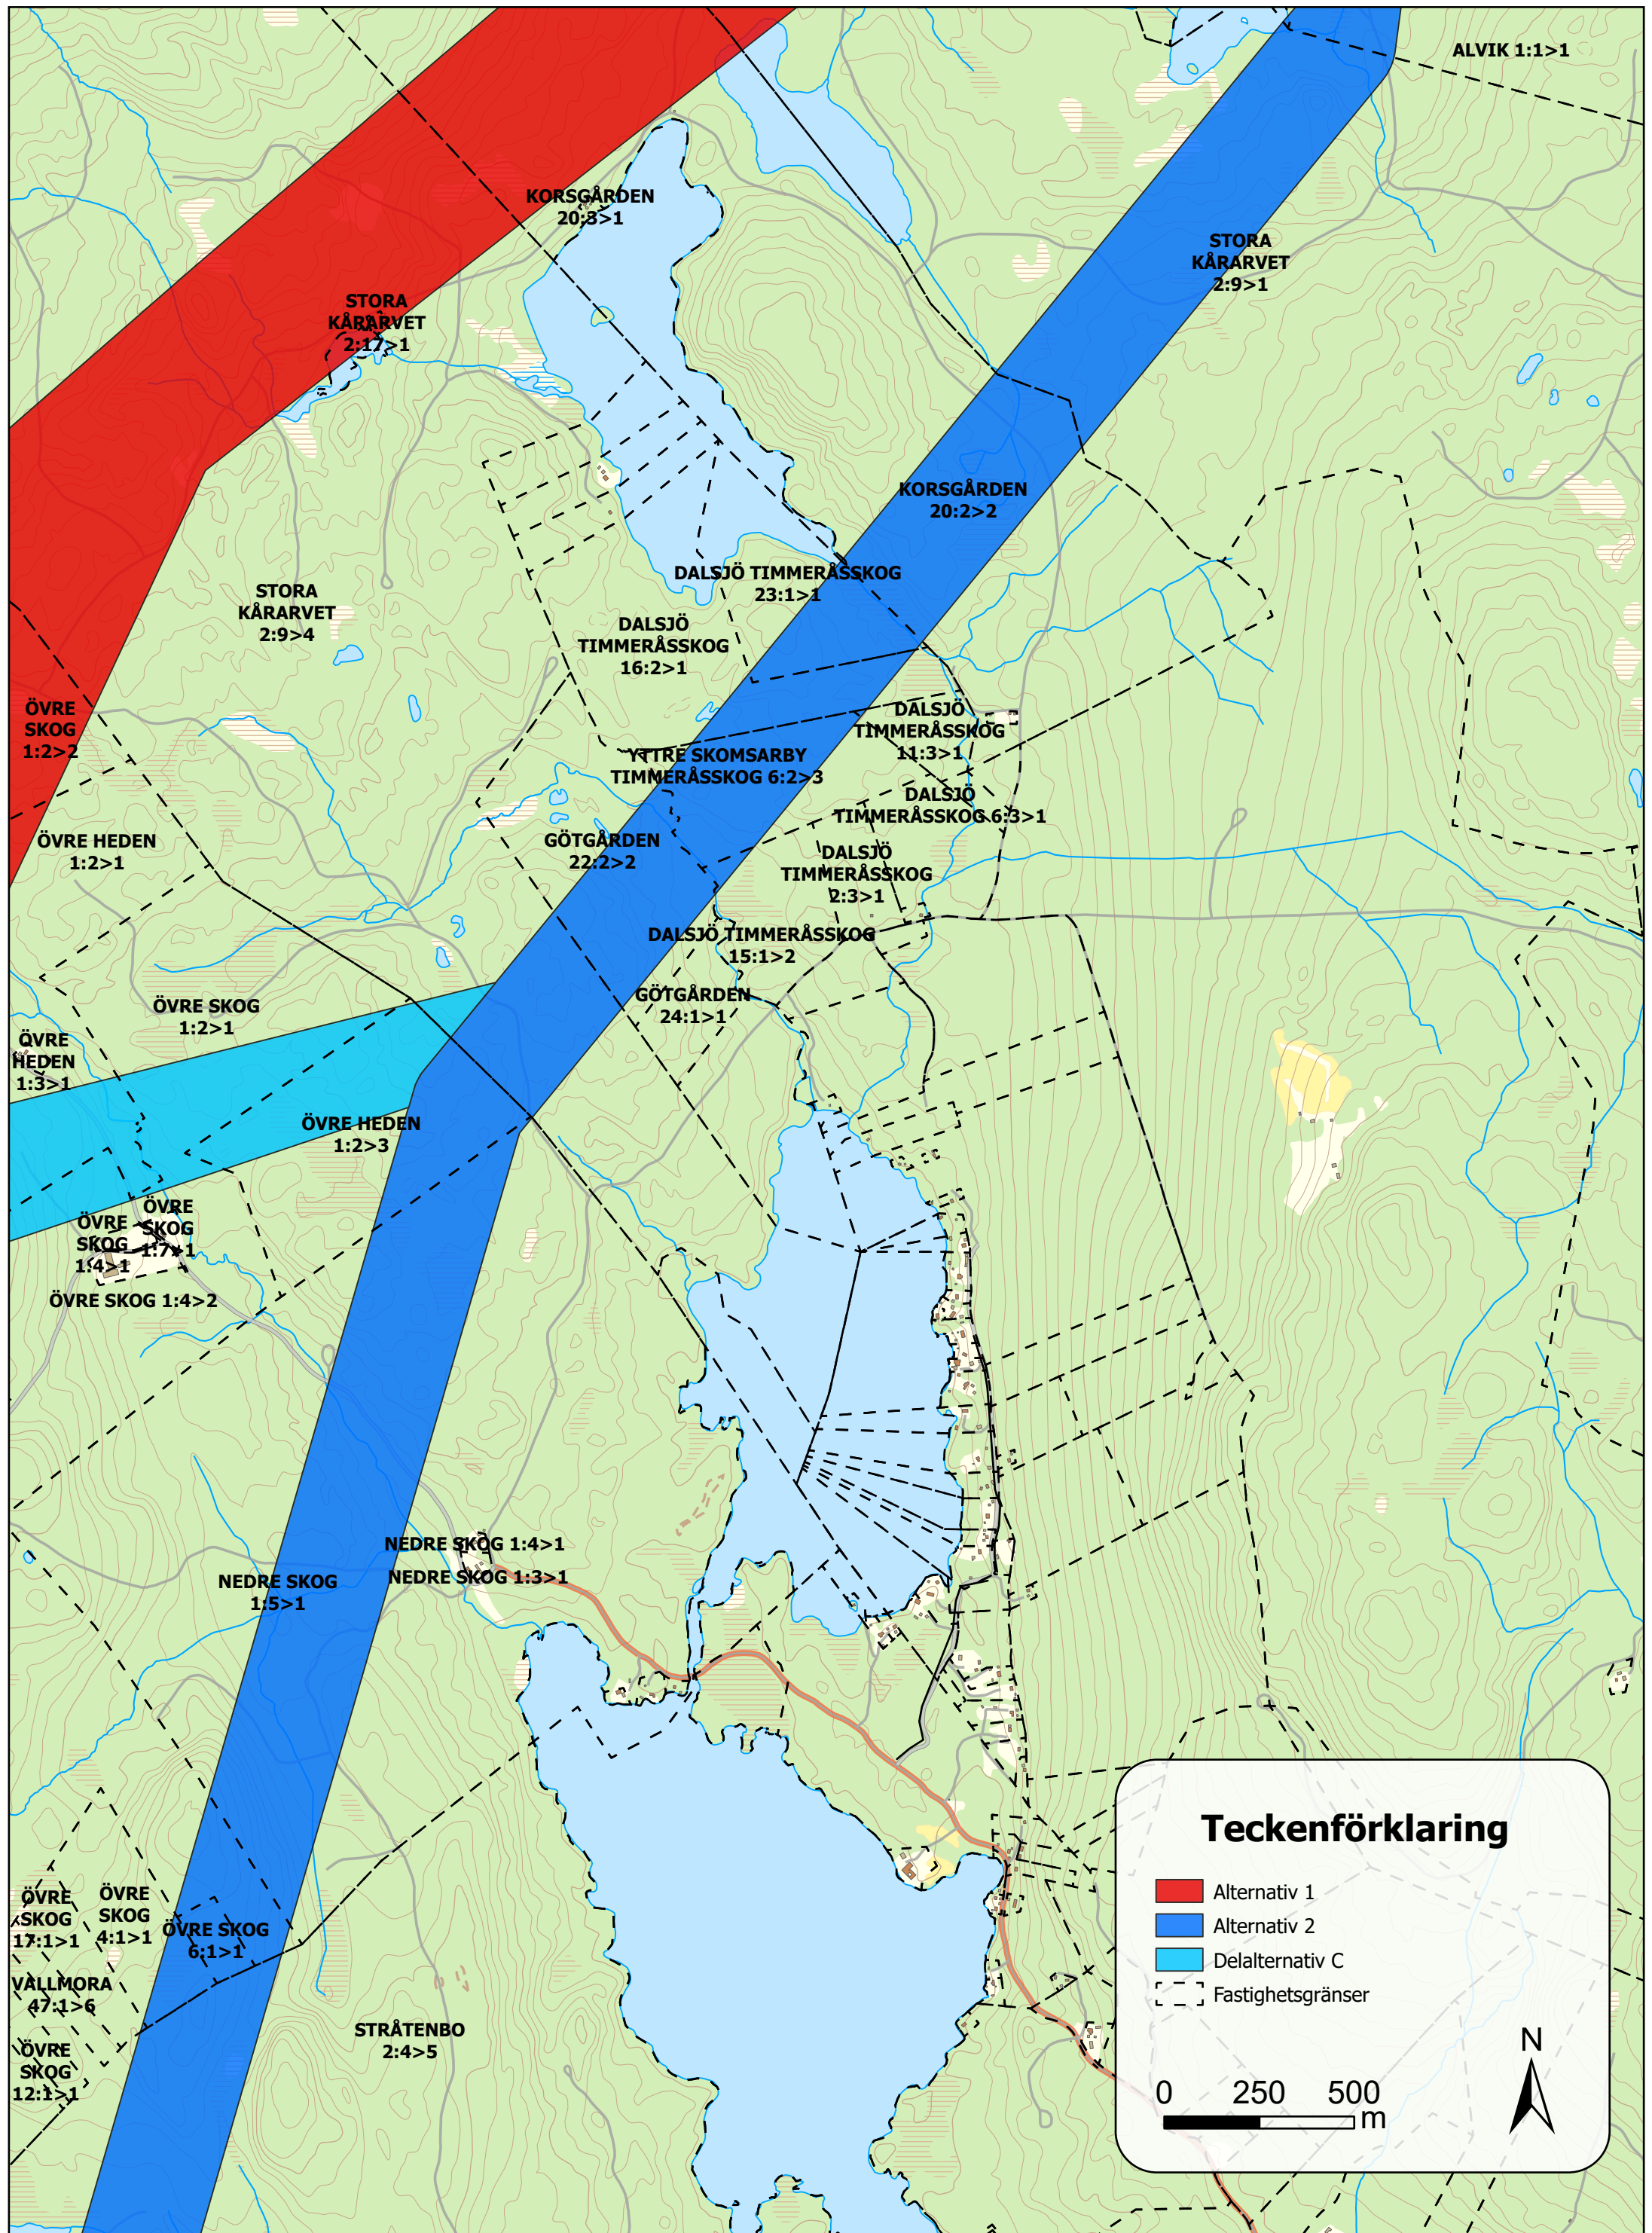 ALVIK 1:1>1
KORSGÅRDEN
20:3>1
STORA
KÅRARVET
2:9>1
STORA
KÅRARVET
2:17>1
KORSGÅRDEN
20:2>2
DALSJÖ TIMMERÅSSKOG
23:1>1
STORA
KÅRARVET
2:9>4
DALSJÖ
TIMMERÅSSKOG
16:2>1
ÖVRE
SKOG
1:2>2
DALSJÖ
TIMMERÅSSKOG
11:3>1
YTTRE SKOMSARBY
TIMMERÅSSKOG 6:2>3
DALSJÖ
TIMMERÅSSKOG 6:3>1
ÖVRE HEDEN
1:2>1
GÖTGÅRDEN
22:2>2
DALSJÖ
TIMMERÅSSKOG
2:3>1
DALSJÖ TIMMERÅSSKOG
15:1>2
GÖTGÅRDEN
24:1>1
ÖVRE SKOG
1:2>1
ÖVRE
HEDEN
1:3>1
ÖVRE HEDEN
1:2>3
ÖVRE
SKOG
1:7>1
ÖVRE
SKOG
1:4>1
ÖVRE SKOG 1:4>2
NEDRE SKOG 1:4>1
NEDRE SKOG 1:3>1
NEDRE SKOG
1:5>1
ÖVRE
SKOG
17:1>1
ÖVRE
SKOG
4:1>1
ÖVRE SKOG
6:1>1
VALLMORA
47:1>6
STRÅTENBO
2:4>5
ÖVRE
SKOG
12:1>1
Teckenförklaring
Alternativ 1
Alternativ 2
Delalternativ C
Fastighetsgränser
N
0 250 500
m